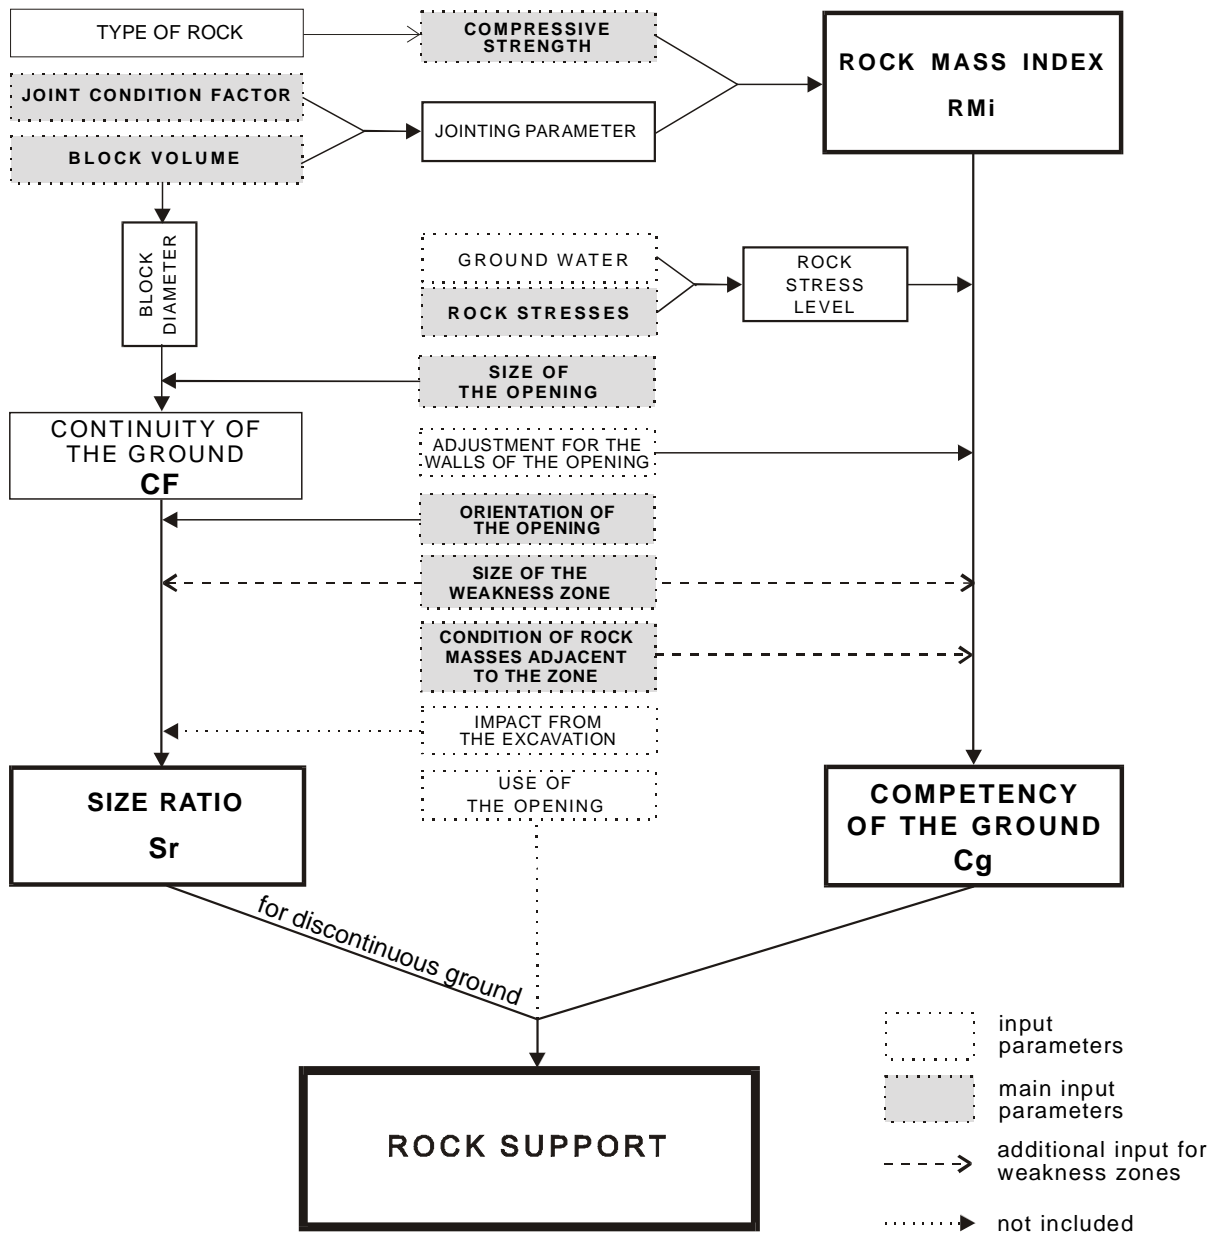 TYPE OF ROCK
COMPRESSIVE
STRENGTH
ROCK MASS INDEX
RMi
JOINT CONDITION FACTOR
JOINTING PARAMETER
BLOCK VOLUME
BLOCK
DIAMETER
GROUND WATER
ROCK STRESSES
ROCK
STRESS
LEVEL
SIZE OF
THE OPENING
CONTINUITY OF
THE GROUND
CF
ADJUSTMENT FOR THE
WALLS OF THE OPENING
ORIENTATION OF
THE OPENING
SIZE OF THE
WEAKNESS ZONE
CONDITION OF ROCK
MASSES ADJACENT
TO THE ZONE
IMPACT FROM
THE EXCAVATION
USE OF
THE OPENING
SIZE RATIO
Sr
COMPETENCY
OF THE GROUND
Cg
for discontinuous ground
ROCK SUPPORT
input
parameters
main input
parameters
additional input for
weakness zones
not included